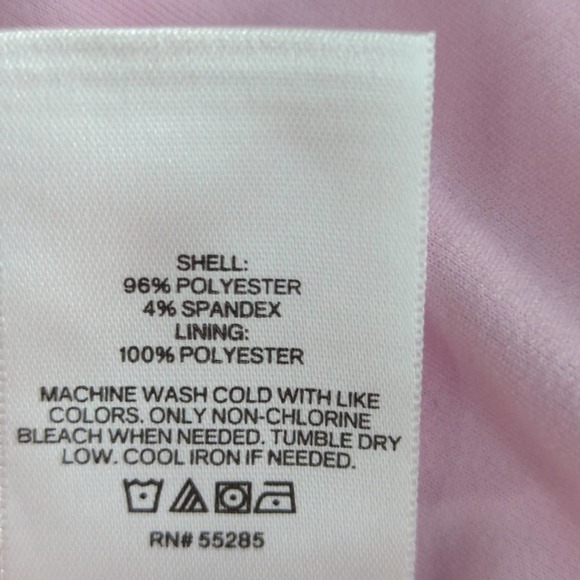 SHELL:
96% POLYESTER
4% SPANDEX
LINING:
100% POLYESTER
MACHINE WASH COLD WITH LIKE
COLORS. ONLY NON-CHLORINE
BLEACH WHEN NEEDED. TUMBLE DRY
LOW. COOL IRON IF NEEDED.
RN# 55285